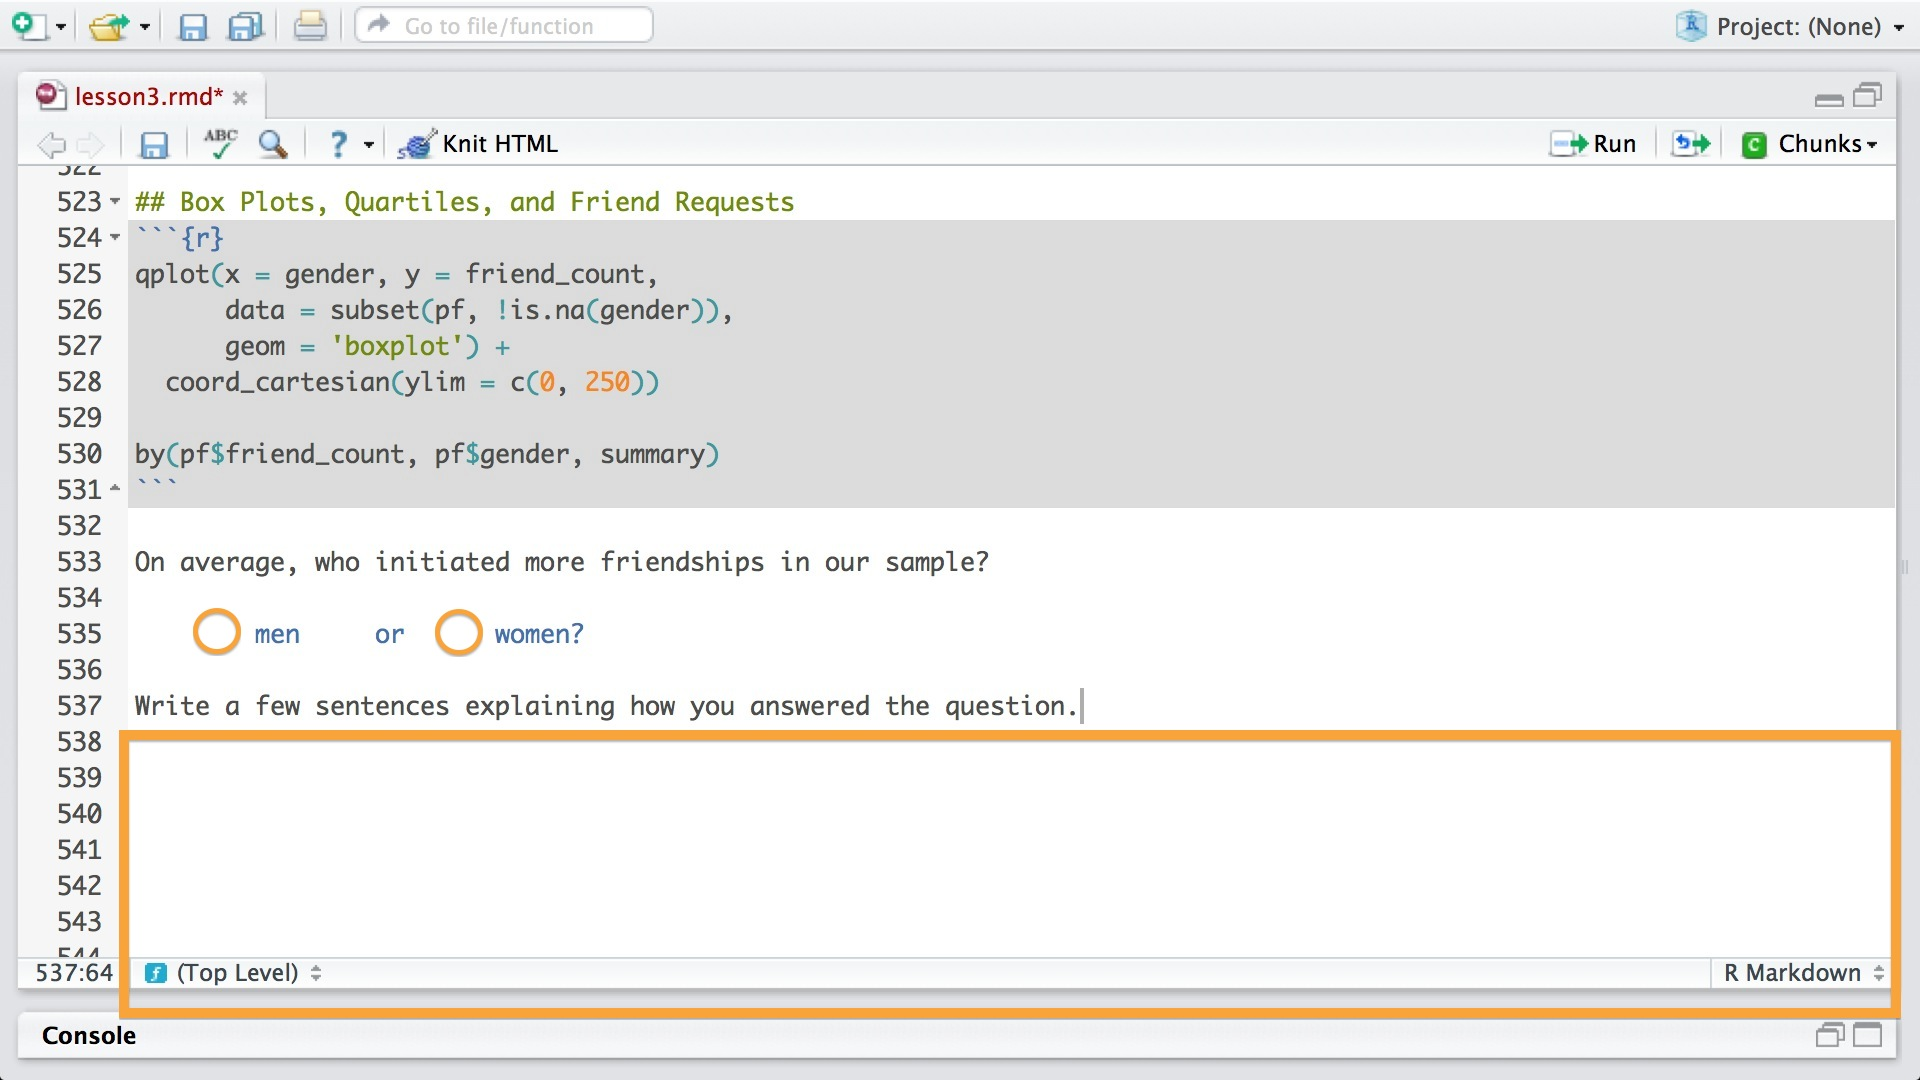 Go to file/function
Project: (None)
lesson3.rmd*
ABC
? Knit HTML
Run
C Chunks
522
523 ## Box Plots, Quartiles, and Friend Requests
524 ```{r}
525 qplot(x = gender, y = friend_count,
526 data = subset(pf, !is.na(gender)),
527 geom = 'boxplot') +
528 coord_cartesian(ylim = c(0, 250))
529
530 by(pf$friend_count, pf$gender, summary)
531 ```
532
533 On average, who initiated more friendships in our sample?
534
535 men or women?
536
537 Write a few sentences explaining how you answered the question.
538
539
540
541
542
543
544
537:64 (Top Level) R Markdown
Console